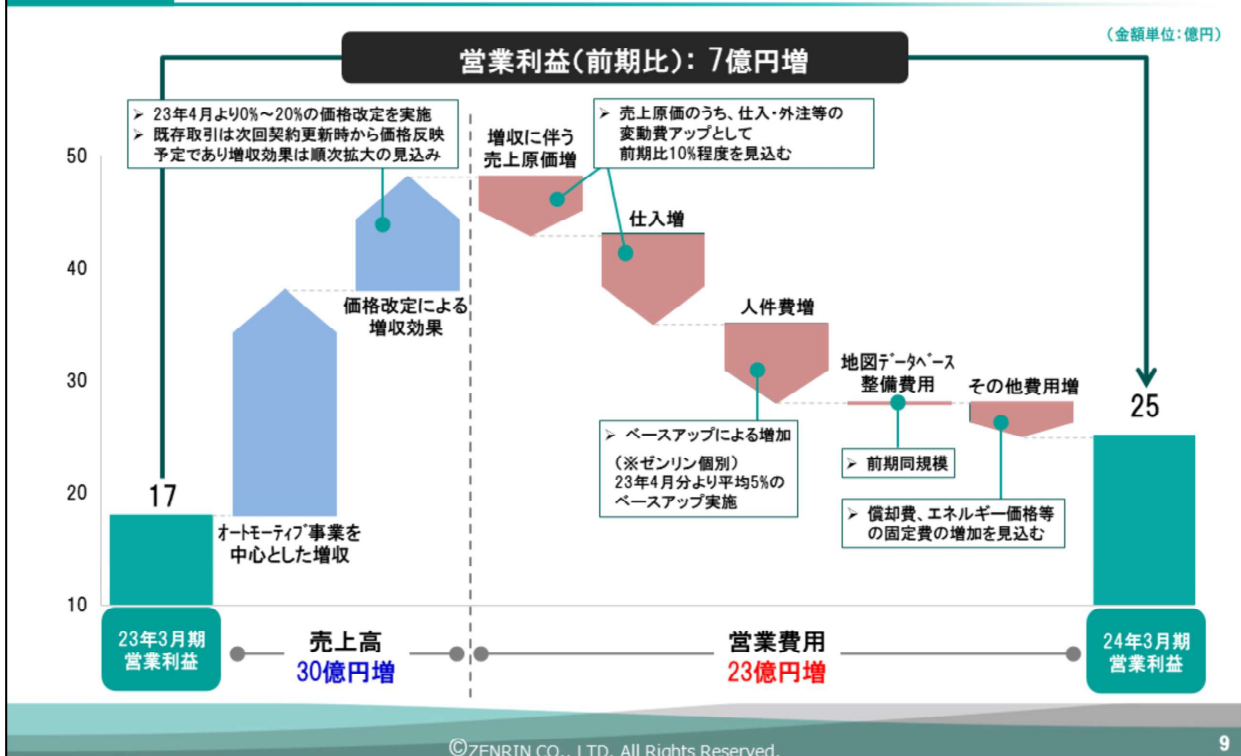 (金額単位:億円)
営業利益(前期比): 7億円増
➢ 23年4月より0%~20%の価格改定を実施
➢ 既存取引は次回契約更新時から価格反映
予定であり増収効果は順次拡大の見込み
増収に伴う
売上原価増
➢ 売上原価のうち、仕入・外注等の
変動費アップとして
前期比10%程度を見込む
50
40
30
20
10
17
オートモーティブ事業を
中心とした増収
価格改定による
増収効果
仕入増
人件費増
➢ ベースアップによる増加
(※ゼンリン個別)
23年4月分より平均5%の
ベースアップ実施
地図データベース
整備費用
➢ 前期同規模
その他費用増
➢ 償却費、エネルギー価格等
の固定費の増加を見込む
25
23年3月期
営業利益
売上高
30億円増
営業費用
23億円増
24年3月期
営業利益
©ZENRIN CO., LTD. All Rights Reserved.
9